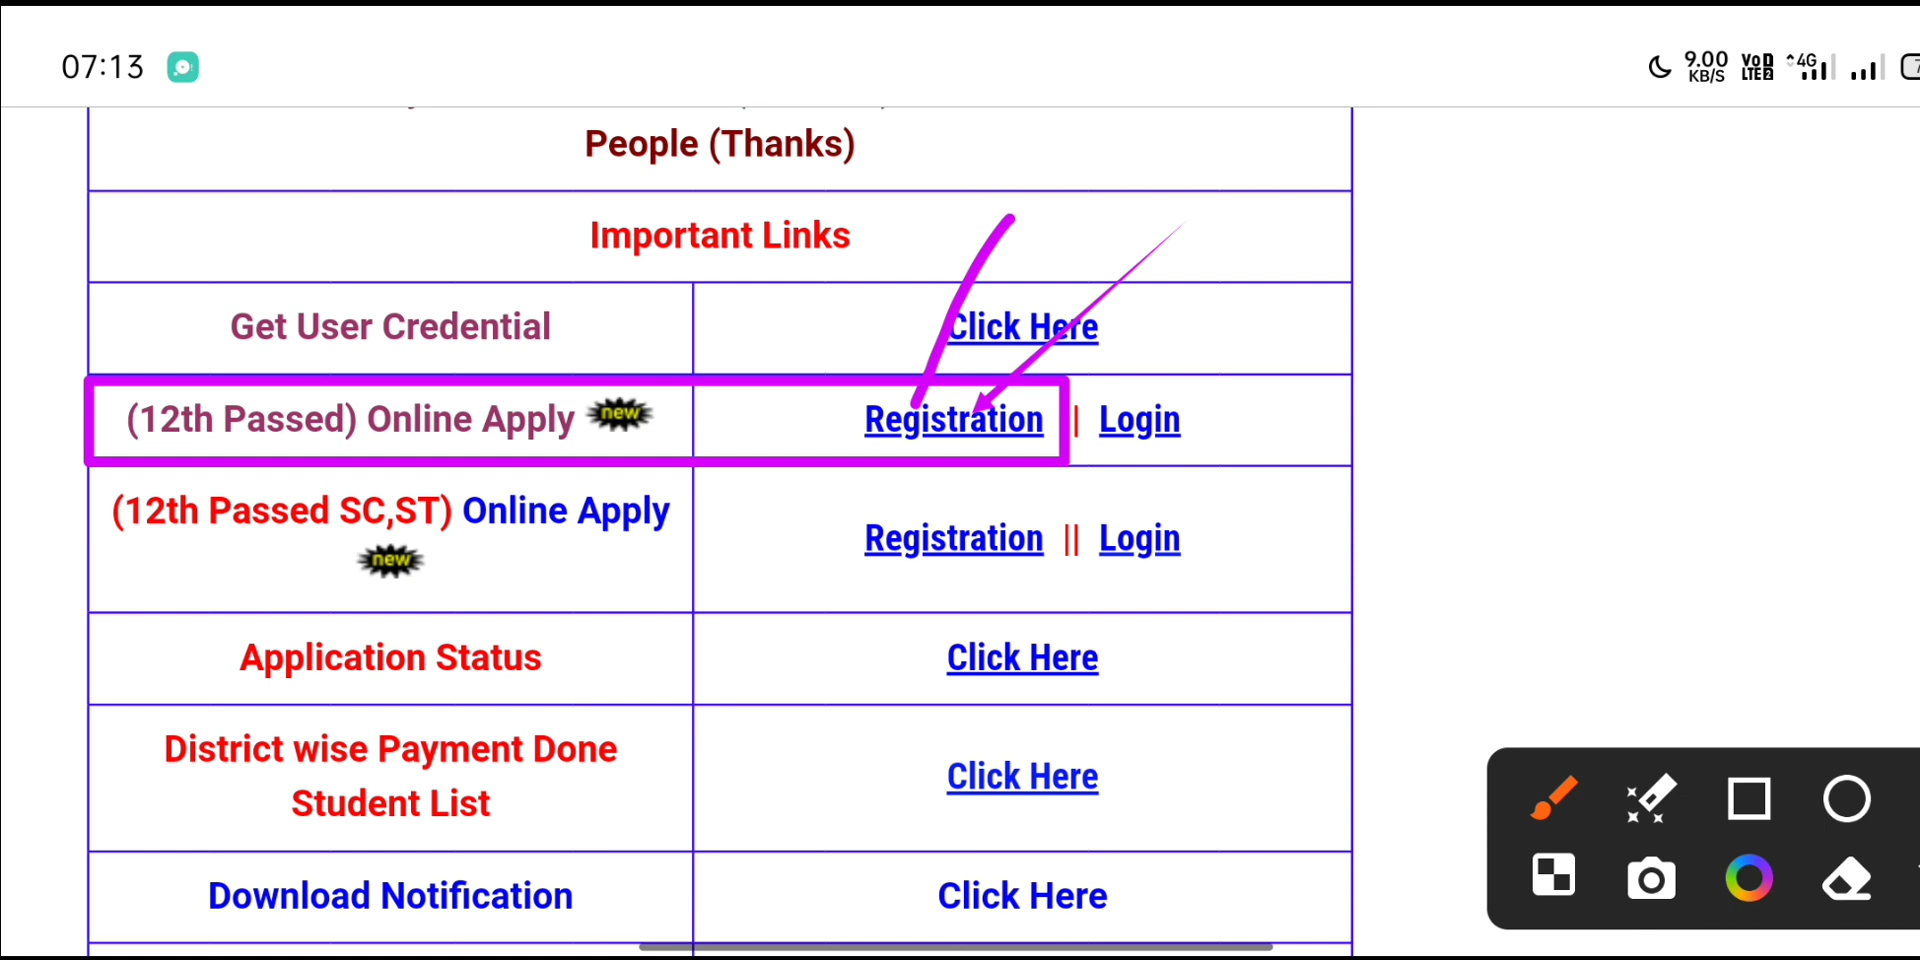 07:13
9.00 KB/S
VoD LTE2
4G
People (Thanks)
Important Links
Get User Credential
Click Here
(12th Passed) Online Apply new
Registration | Login
(12th Passed SC,ST) Online Apply
new
Registration || Login
Application Status
Click Here
District wise Payment Done
Student List
Click Here
Download Notification
Click Here